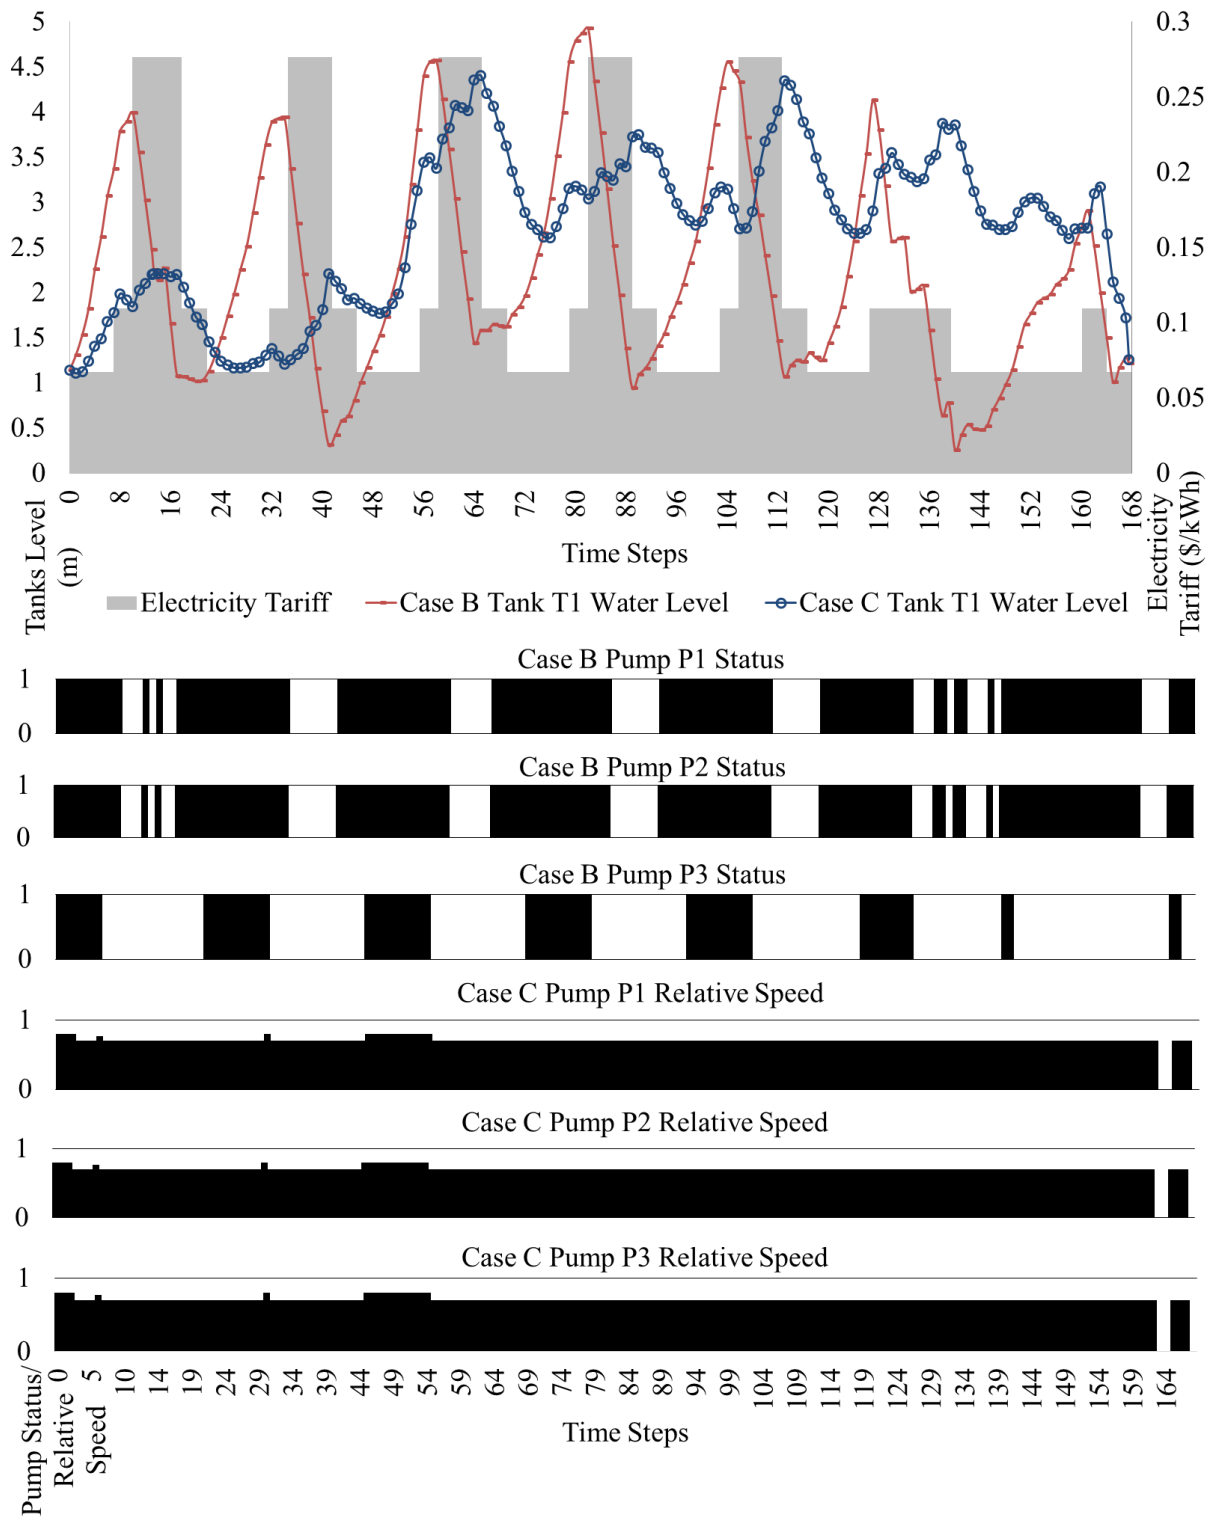 5
4.5
4
3.5
3
2.5
2
1.5
1
0.5
0
0.3
0.25
0.2
0.15
0.1
0.05
0
0 8 16 24 32 40 48 56 64 72 80 88 96 104 112 120 128 136 144 152 160 168
Tanks Level
(m)
Time Steps
Electricity
Tariff ($/kWh)
Electricity Tariff Case B Tank T1 Water Level Case C Tank T1 Water Level
Case B Pump P1 Status
1
0
Case B Pump P2 Status
1
0
Case B Pump P3 Status
1
0
Case C Pump P1 Relative Speed
1
0
Case C Pump P2 Relative Speed
1
0
Case C Pump P3 Relative Speed
1
0
0 5 10 14 19 24 29 34 44 49 54 59 64 74 79 84 89 94 99 104 109 114 119 124 129 134 139 144 149 154 159 164
Pump Status/
Relative
Speed
Time Steps